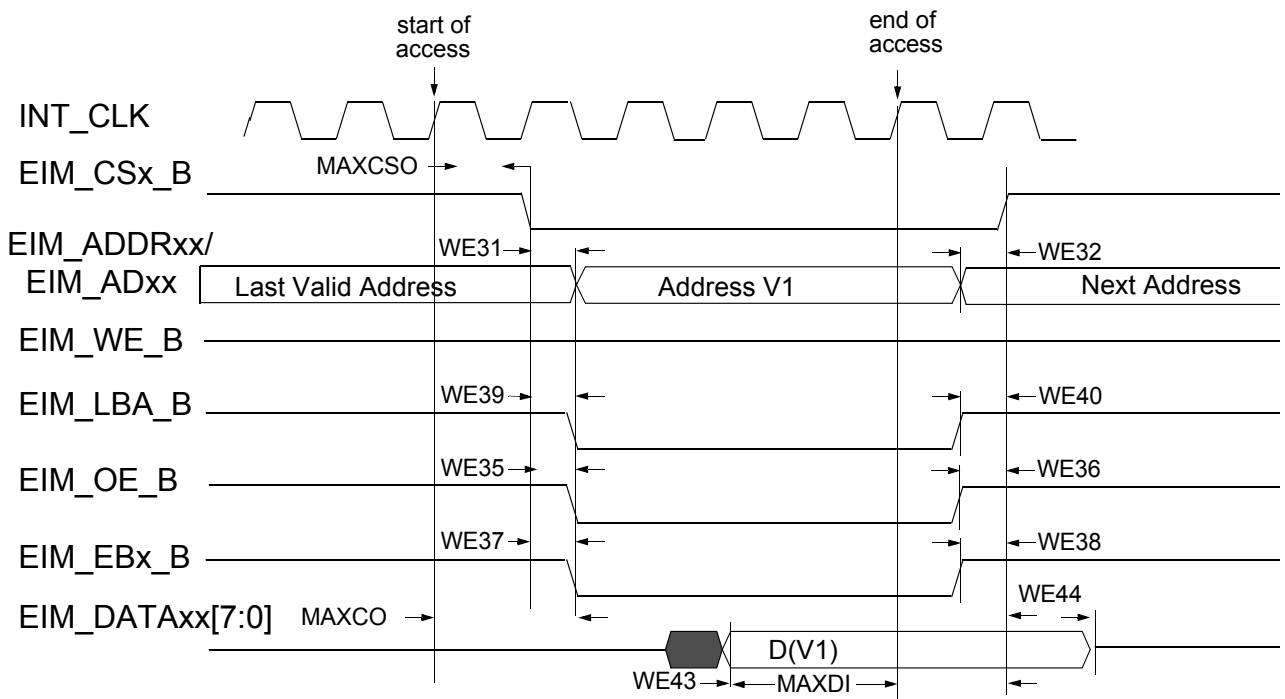 start of
access
end of
access
INT_CLK
MAXCSO
EIM_CSx_B
EIM_ADDRxx/
EIM_ADxx
WE31
WE32
Last Valid Address
Address V1
Next Address
EIM_WE_B
WE39
WE40
EIM_LBA_B
WE35
WE36
EIM_OE_B
WE37
WE38
EIM_EBx_B
WE44
EIM_DATAxx[7:0]
MAXCO
D(V1)
WE43
MAXDI